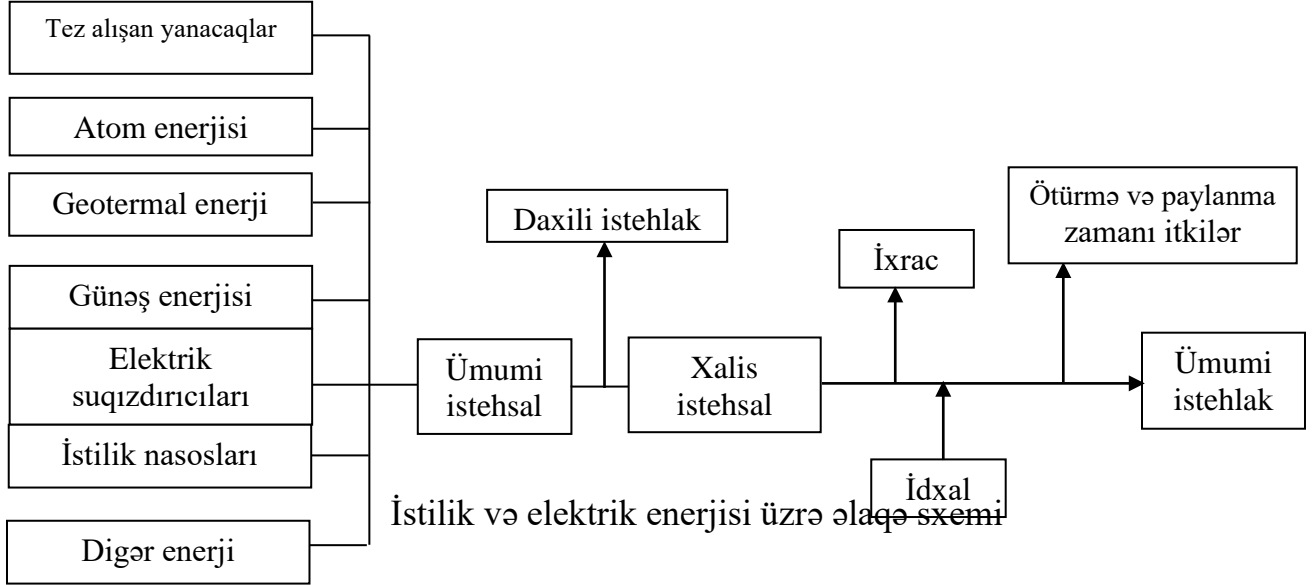 Tez alışan yanacaqlar
Atom enerjisi
Geotermal enerji
Günəş enerjisi
Elektrik
suqızdırıcıları
İstilik nasosları
Digər enerji
Ümumi
istehsal
Daxili istehlak
Xalis
istehsal
İxrac
İdxal
Ötürmə və paylanma
zamanı itkilər
Ümumi
istehlak
İstilik və elektrik enerjisi üzrə əlaqə sxemi